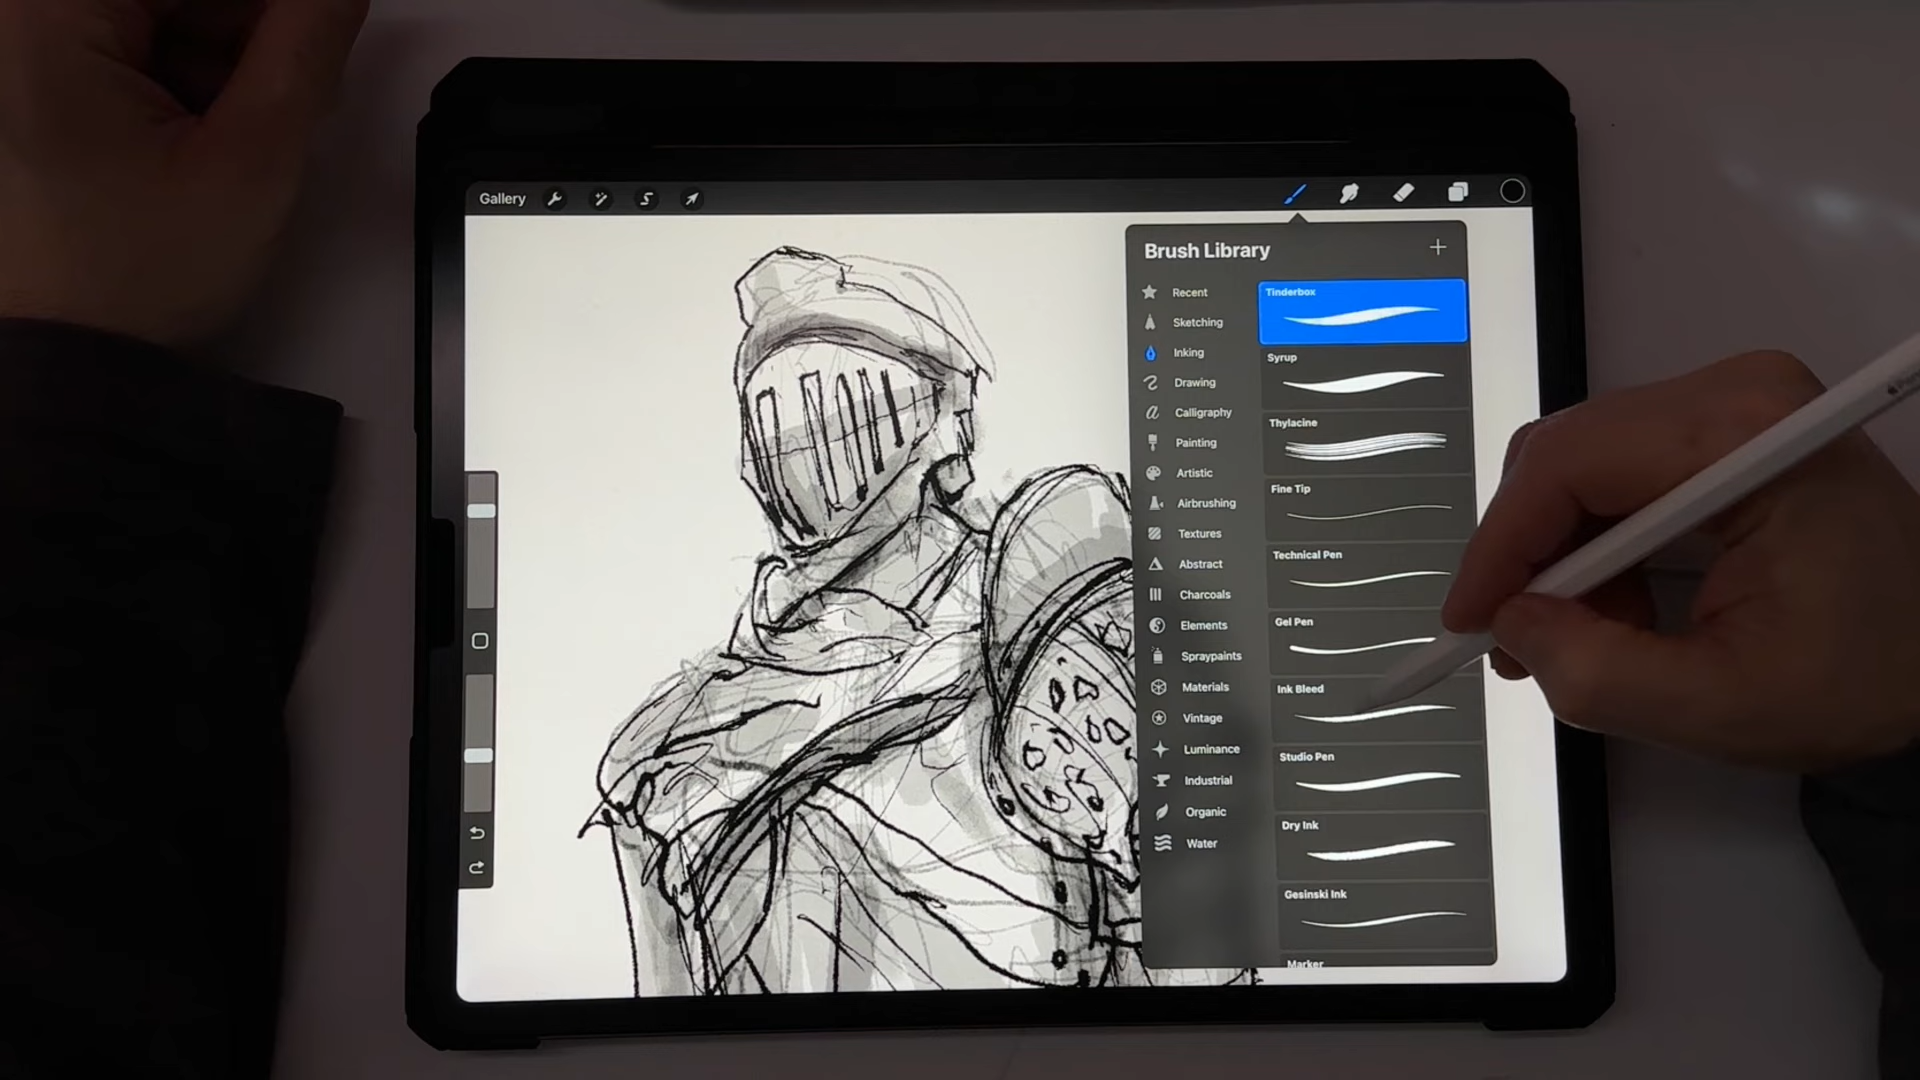 Gallery
Brush Library
Recent
Sketching
Inking
Drawing
Calligraphy
Painting
Artistic
Airbrushing
Textures
Abstract
Charcoals
Elements
Spraypaints
Materials
Vintage
Luminance
Industrial
Organic
Water
Tinderbox
Syrup
Thylacine
Fine Tip
Technical Pen
Gel Pen
Ink Bleed
Studio Pen
Dry Ink
Gesinski Ink
Marker